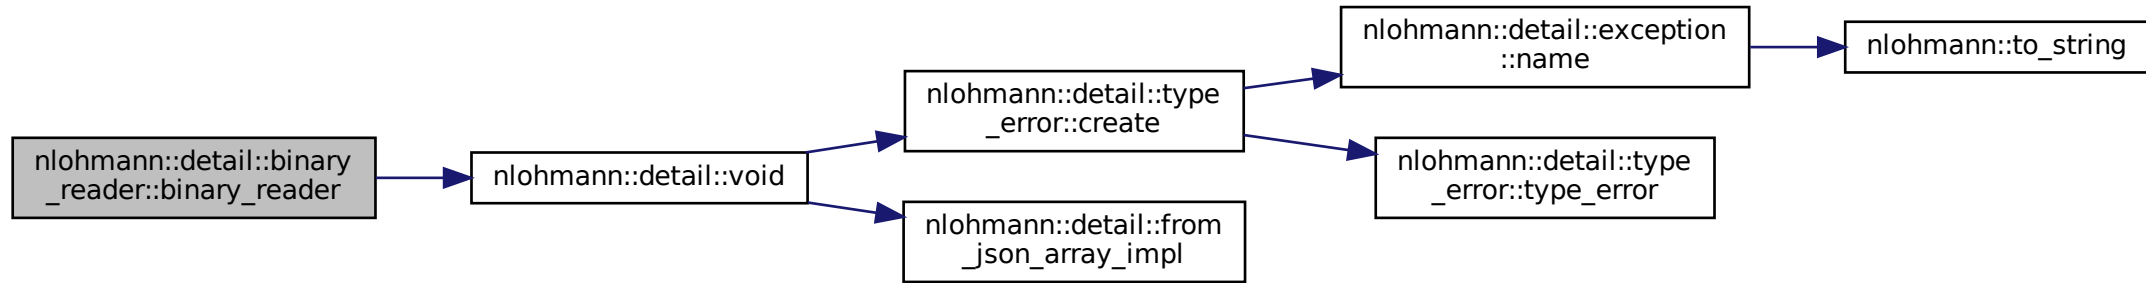 nlohmann::detail::binary
_reader::binary_reader
nlohmann::detail::void
nlohmann::detail::type
_error::create
nlohmann::detail::from
_json_array_impl
nlohmann::detail::exception
::name
nlohmann::detail::type
_error::type_error
nlohmann::to_string